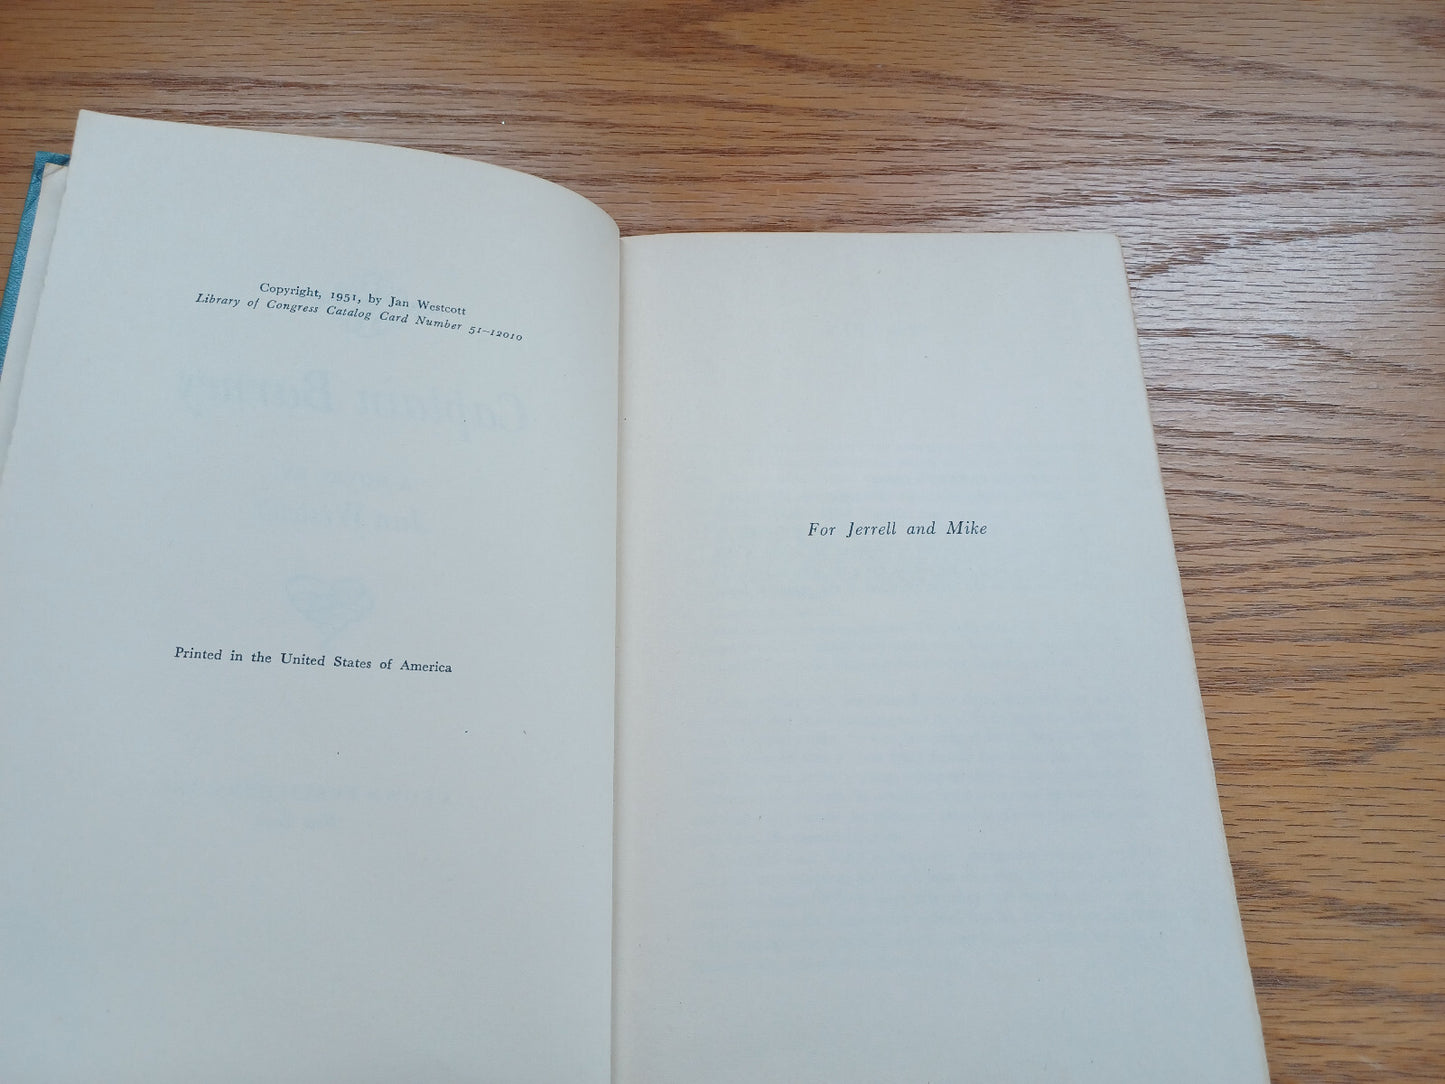 Copyright, 1951, by Jan Westcott
Library of Congress Catalog Card Number 51-12010
Printed in the United States of America
For Jerrell and Mike